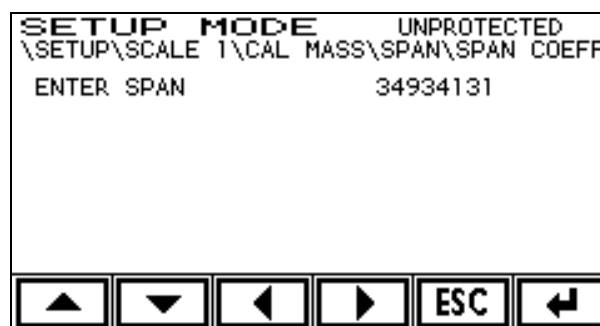 SETUP MODE UNPROTECTED
\SETUP\SCALE 1\CAL MASS\SPAN\SPAN COEFF
ENTER SPAN 34934131
ESC